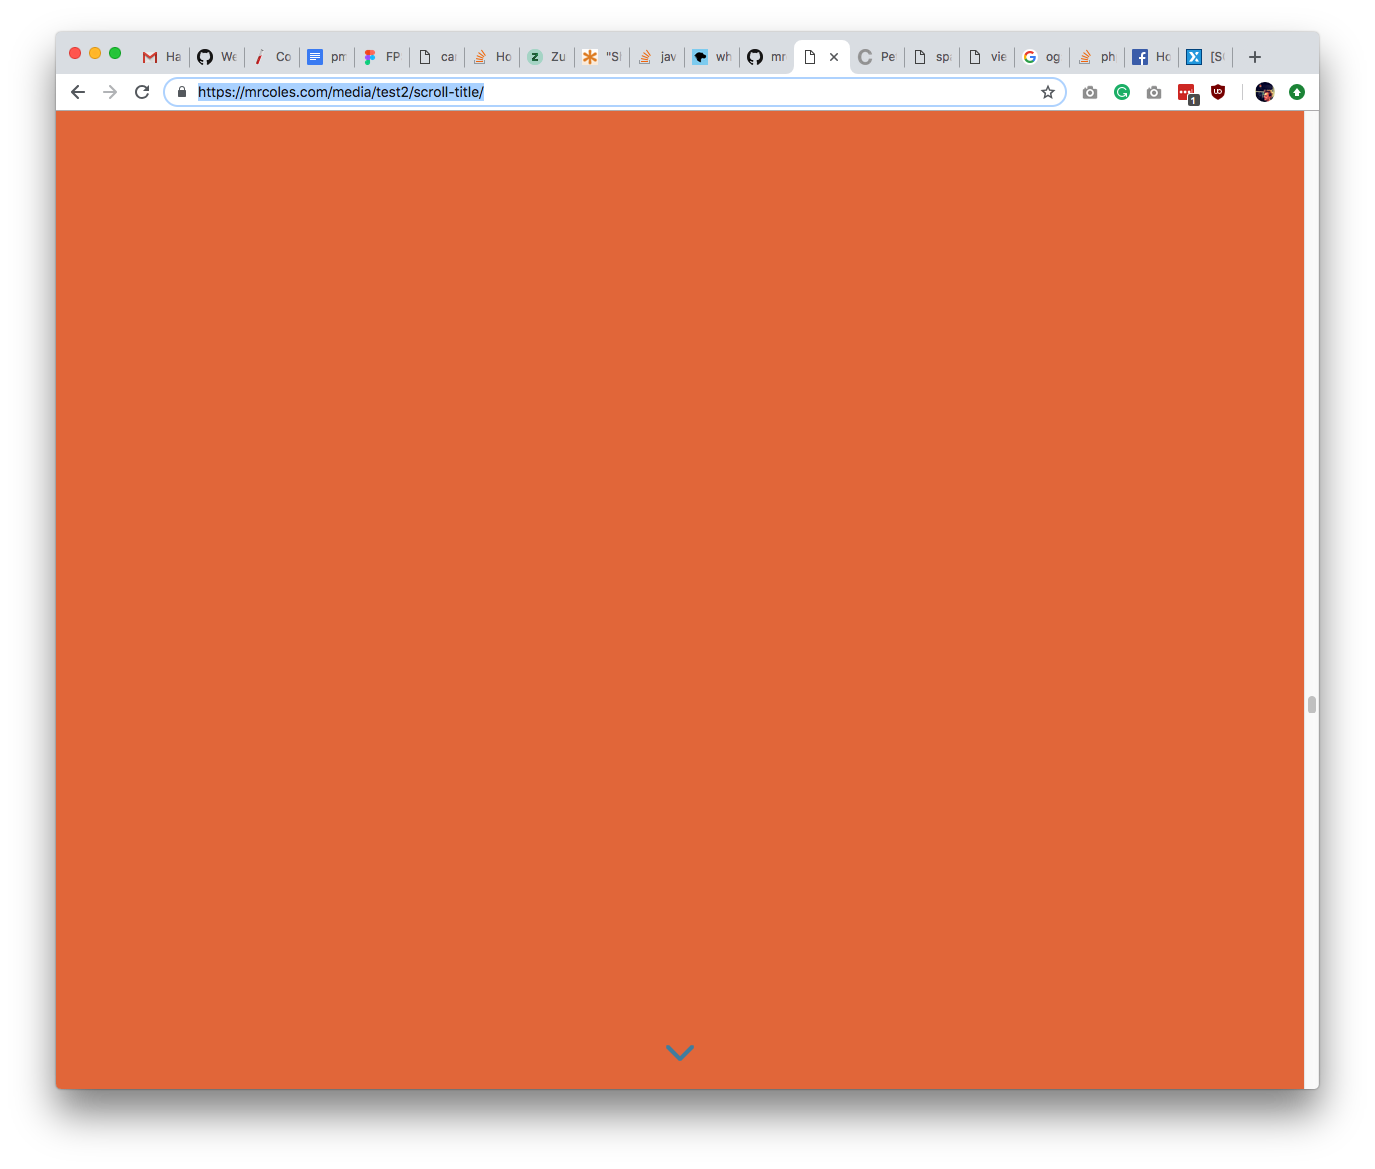 Ha We Co pm FP ca Ho Zu "S jav wh mr Pe sp vie og ph Ho [S
https://mrcoles.com/media/test2/scroll-title/
1